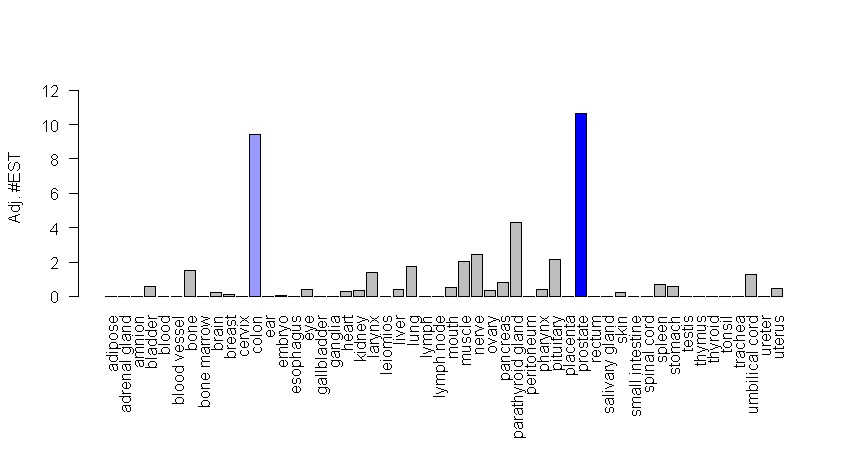 Adj. #EST
12
10
8
6
4
2
0
adipose
adrenal gland
amnion
bladder
blood
blood vessel
bone
bone marrow
brain
breast
cervix
colon
ear
embryo
esophagus
eye
gallbladder
ganglia
heart
kidney
larynx
leiomios
liver
lung
lymph
lymph node
mouth
muscle
nerve
ovary
pancreas
parathyroid gland
peritoneum
pharynx
pituitary
placenta
prostate
rectum
salivary gland
skin
small intestine
spinal cord
spleen
stomach
testis
thymus
thyroid
tonsil
trachea
umbilical cord
ureter
uterus